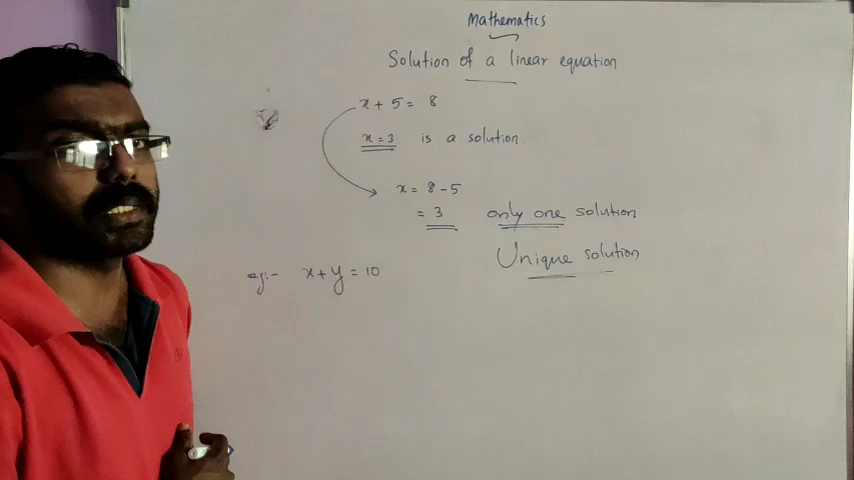 Mathematics
Solution of a linear equation
x + 5 = 8
x = 3 is a solution.
x = 8 - 5
= 3 only one solution
Unique solution
eg:- x + y = 10